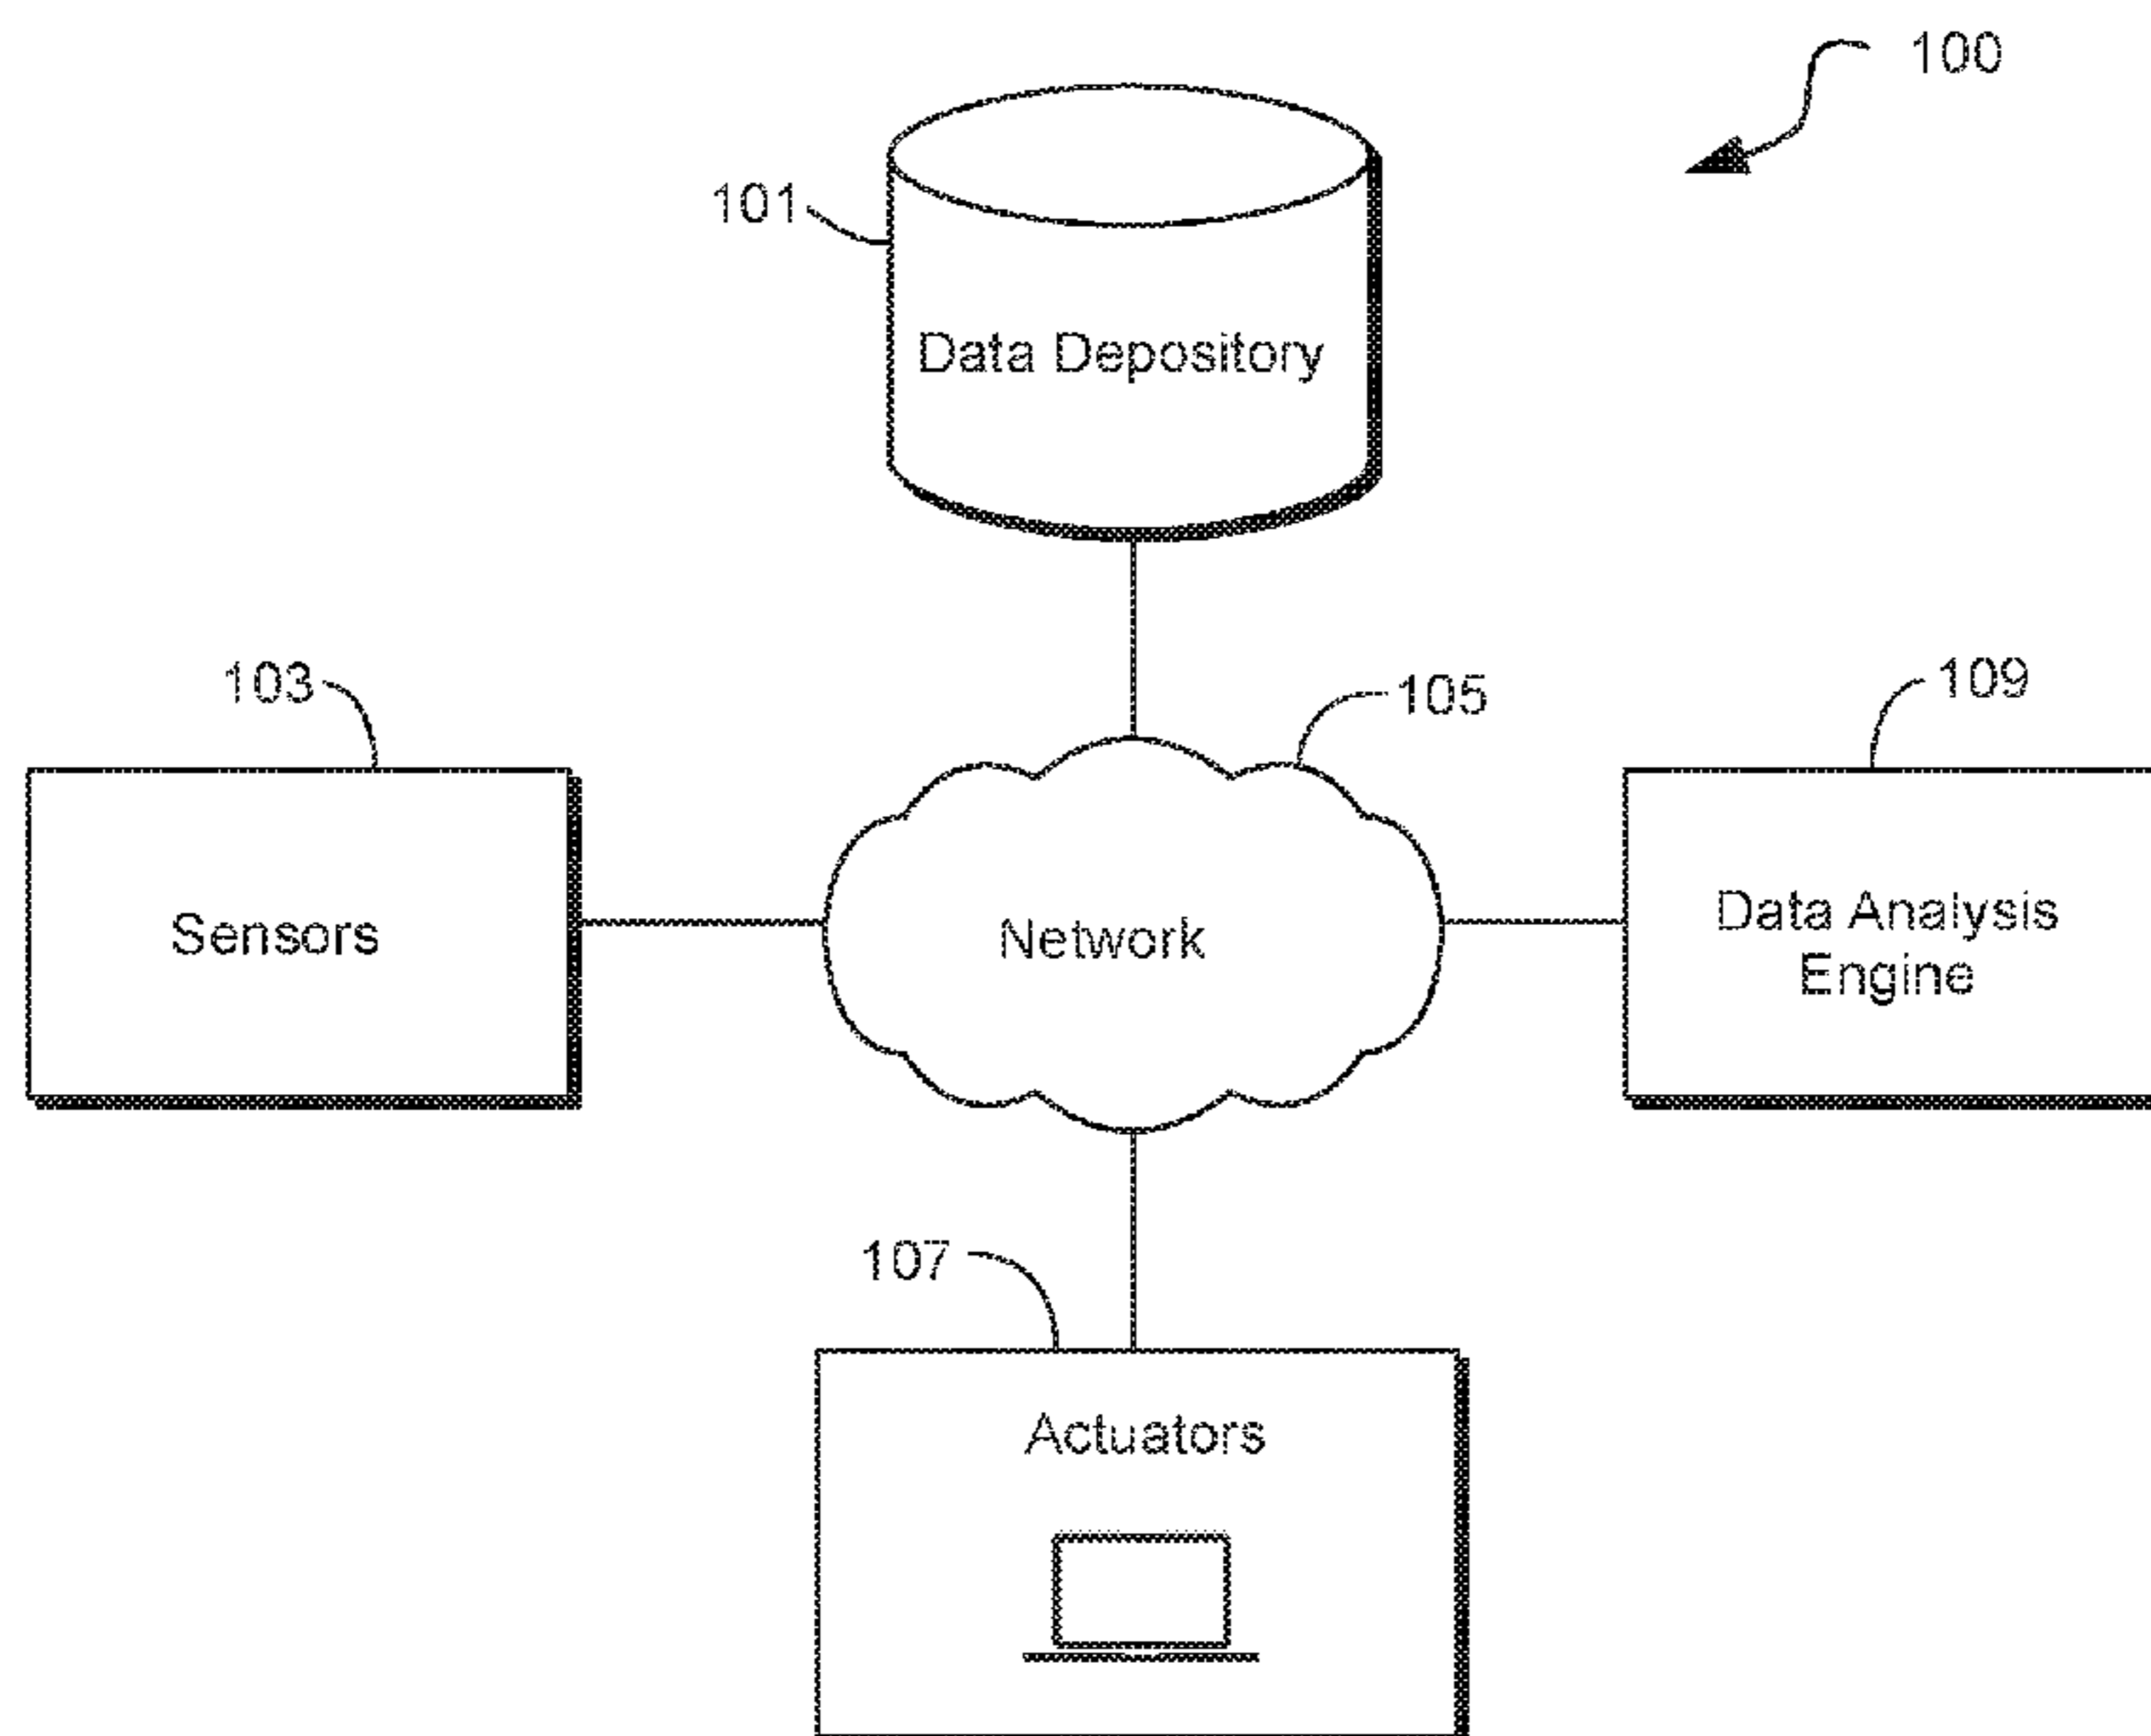 100
101
Data Depository
103
105
109
Sensors
Network
Data Analysis
Engine
107
Actuators